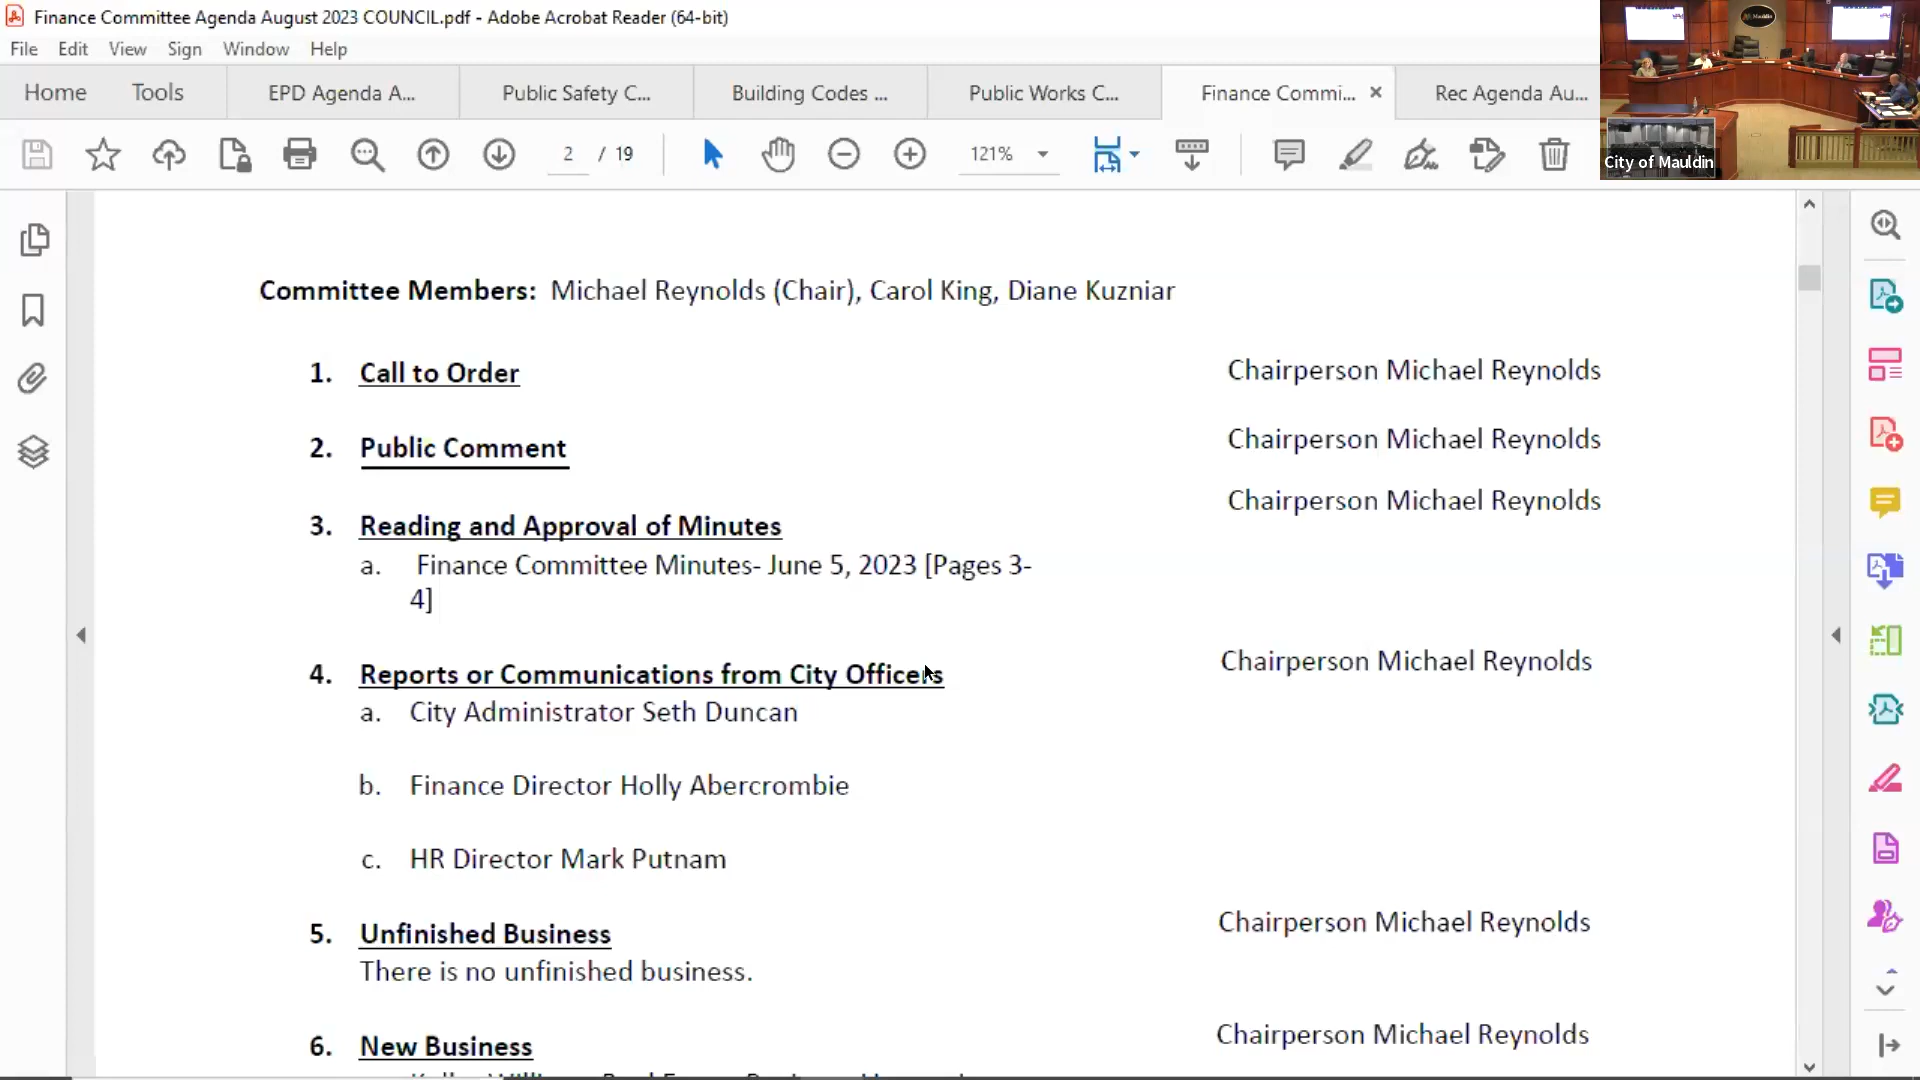 Finance Committee Agenda August 2023 COUNCIL.pdf - Adobe Acrobat Reader (64-bit)
File Edit View Sign Window Help
Home Tools EPD Agenda A... Public Safety C... Building Codes ... Public Works C... Finance Commi... Rec Agenda Au...
2 / 19 121%
Mauldin
City of Mauldin
Committee Members: Michael Reynolds (Chair), Carol King, Diane Kuzniar
1. Call to Order Chairperson Michael Reynolds
2. Public Comment Chairperson Michael Reynolds
Chairperson Michael Reynolds
3. Reading and Approval of Minutes
a. Finance Committee Minutes- June 5, 2023 [Pages 3-
4]
4. Reports or Communications from City Officers Chairperson Michael Reynolds
a. City Administrator Seth Duncan
b. Finance Director Holly Abercrombie
c. HR Director Mark Putnam
5. Unfinished Business Chairperson Michael Reynolds
There is no unfinished business.
6. New Business Chairperson Michael Reynolds